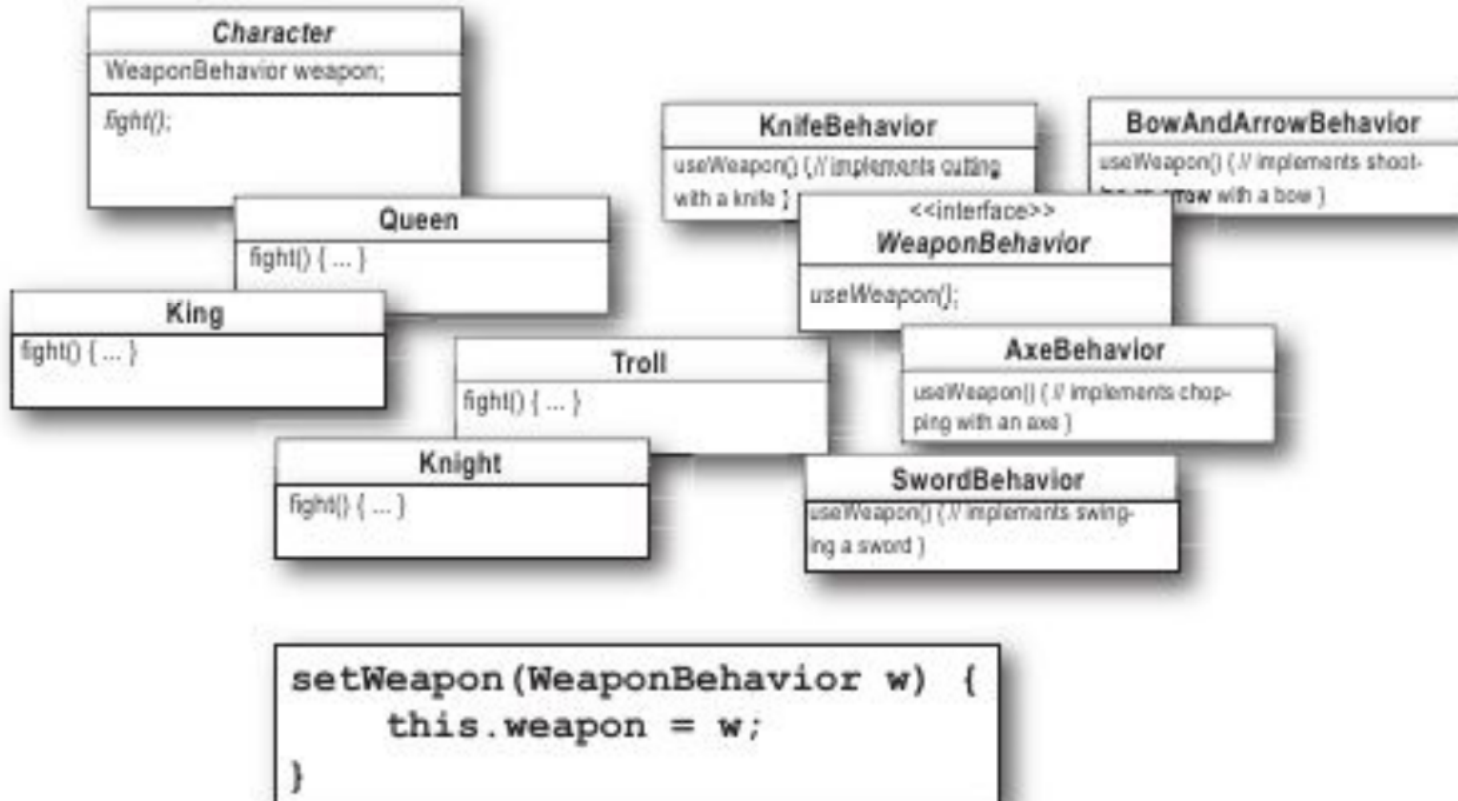 Character
WeaponBehavior weapon;
fight();
KnifeBehavior
useWeapon() { // implements cutting
with a knife }
BowAndArrowBehavior
useWeapon() { // implements shoot-
with a bow }
Queen
fight() { ... }
<<interface>>
WeaponBehavior
useWeapon();
King
fight() { ... }
Troll
fight() { ... }
AxeBehavior
useWeapon() { // implements chop-
ping with an axe }
Knight
fight() { ... }
SwordBehavior
useWeapon() { // implements swing-
ing a sword }
setWeapon(WeaponBehavior w) {
this.weapon = w;
}